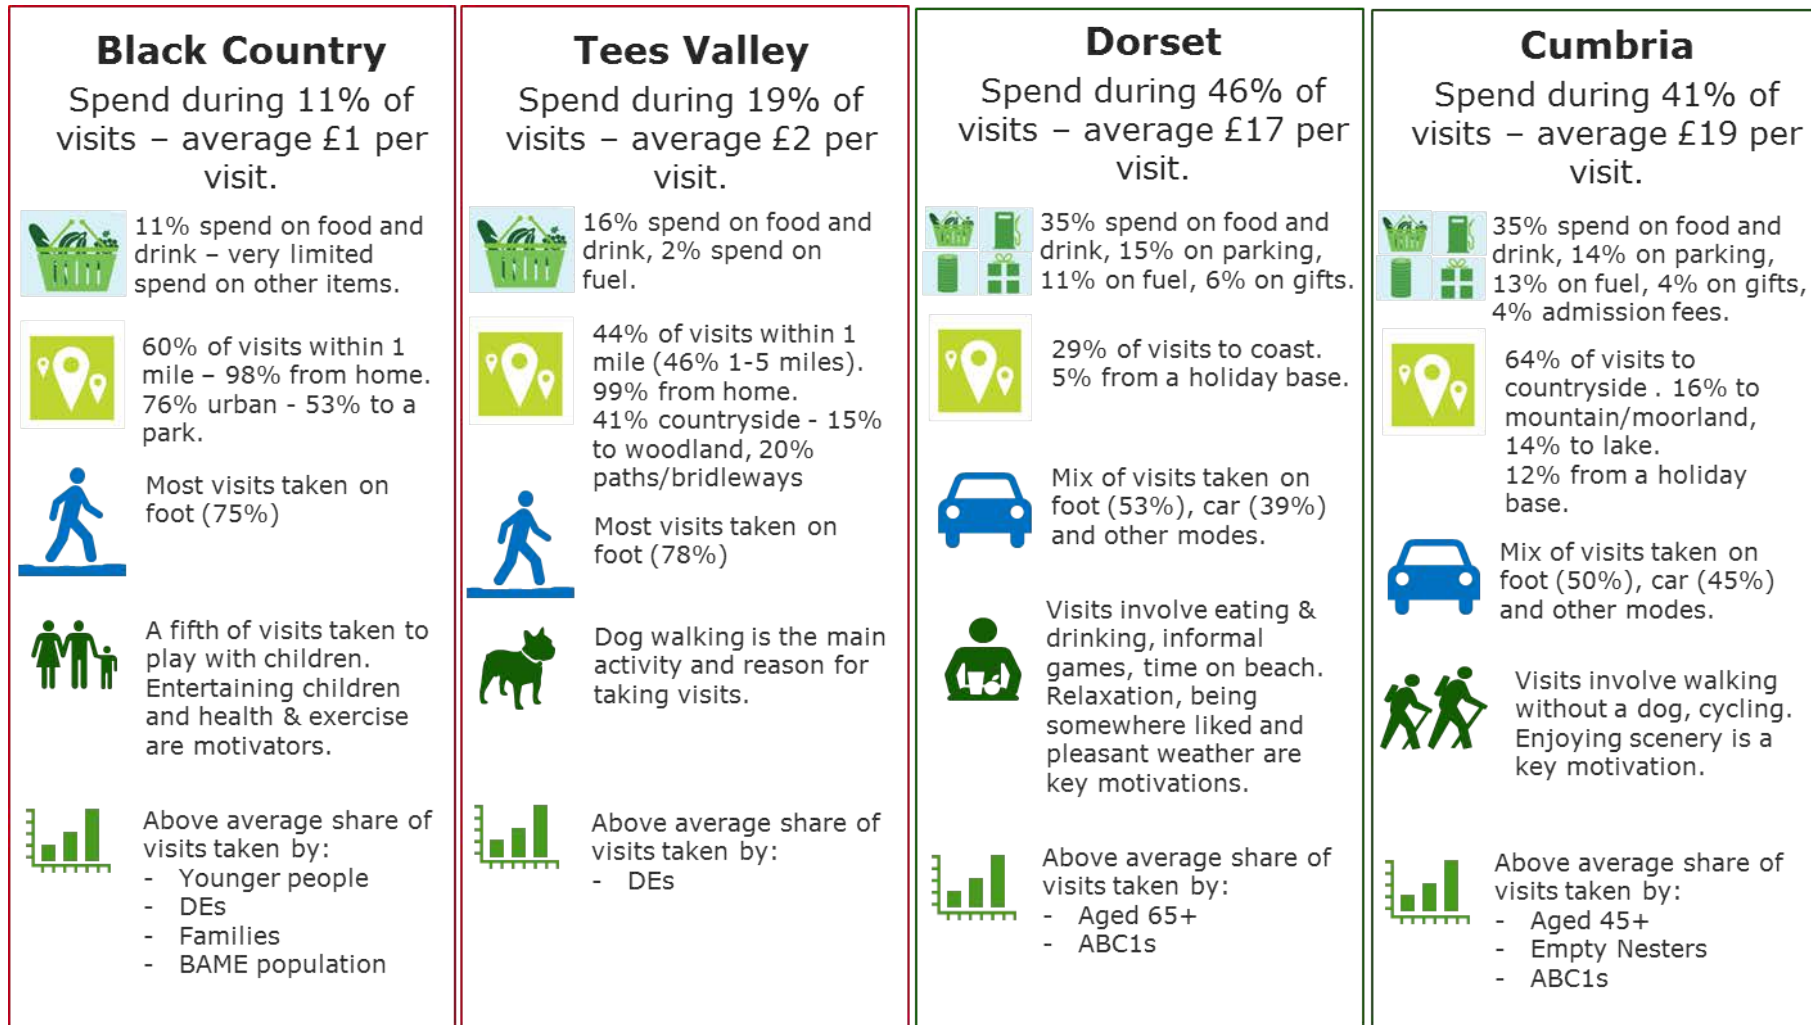 Black Country
Spend during 11% of
visits – average £1 per
visit.
11% spend on food and
drink – very limited
spend on other items.
60% of visits within 1
mile – 98% from home.
76% urban - 53% to a
park.
Most visits taken on
foot (75%)
A fifth of visits taken to
play with children.
Entertaining children
and health & exercise
are motivators.
Above average share of
visits taken by:
- Younger people
- DEs
- Families
- BAME population
Tees Valley
Spend during 19% of
visits – average £2 per
visit.
16% spend on food and
drink, 2% spend on
fuel.
44% of visits within 1
mile (46% 1-5 miles).
99% from home.
41% countryside - 15%
to woodland, 20%
paths/bridleways
Most visits taken on
foot (78%)
Dog walking is the main
activity and reason for
taking visits.
Above average share of
visits taken by:
- DEs
Dorset
Spend during 46% of
visits – average £17 per
visit.
35% spend on food and
drink, 15% on parking,
11% on fuel, 6% on gifts.
29% of visits to coast.
5% from a holiday base.
Mix of visits taken on
foot (53%), car (39%)
and other modes.
Visits involve eating &
drinking, informal
games, time on beach.
Relaxation, being
somewhere liked and
pleasant weather are
key motivations.
Above average share of
visits taken by:
- Aged 65+
- ABC1s
Cumbria
Spend during 41% of
visits – average £19 per
visit.
35% spend on food and
drink, 14% on parking,
13% on fuel, 4% on gifts,
4% admission fees.
64% of visits to
countryside . 16% to
mountain/moorland,
14% to lake.
12% from a holiday
base.
Mix of visits taken on
foot (50%), car (45%)
and other modes.
Visits involve walking
without a dog, cycling.
Enjoying scenery is a
key motivation.
Above average share of
visits taken by:
- Aged 45+
- Empty Nesters
- ABC1s